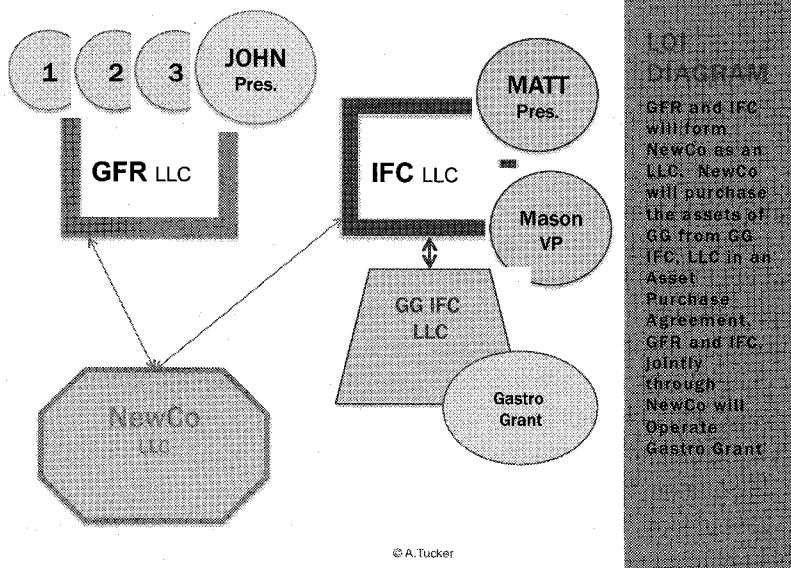 1 2 3 JOHN
Pres.
GFR LLC
MATT
Pres.
IFC LLC
Mason
VP
GG IFC
LLC
Gastro
Grant
NewCo
LLC
© A.Tucker
LOI
DIAGRAM
GFR and IFC
will form
NewCo as an
LLC. NewCo
will purchase
the assets of
GG from GG
IFC, LLC in an
Asset
Purchase
Agreement.
GFR and IFC,
jointly
through
NewCo will
Operate
Gastro Grant